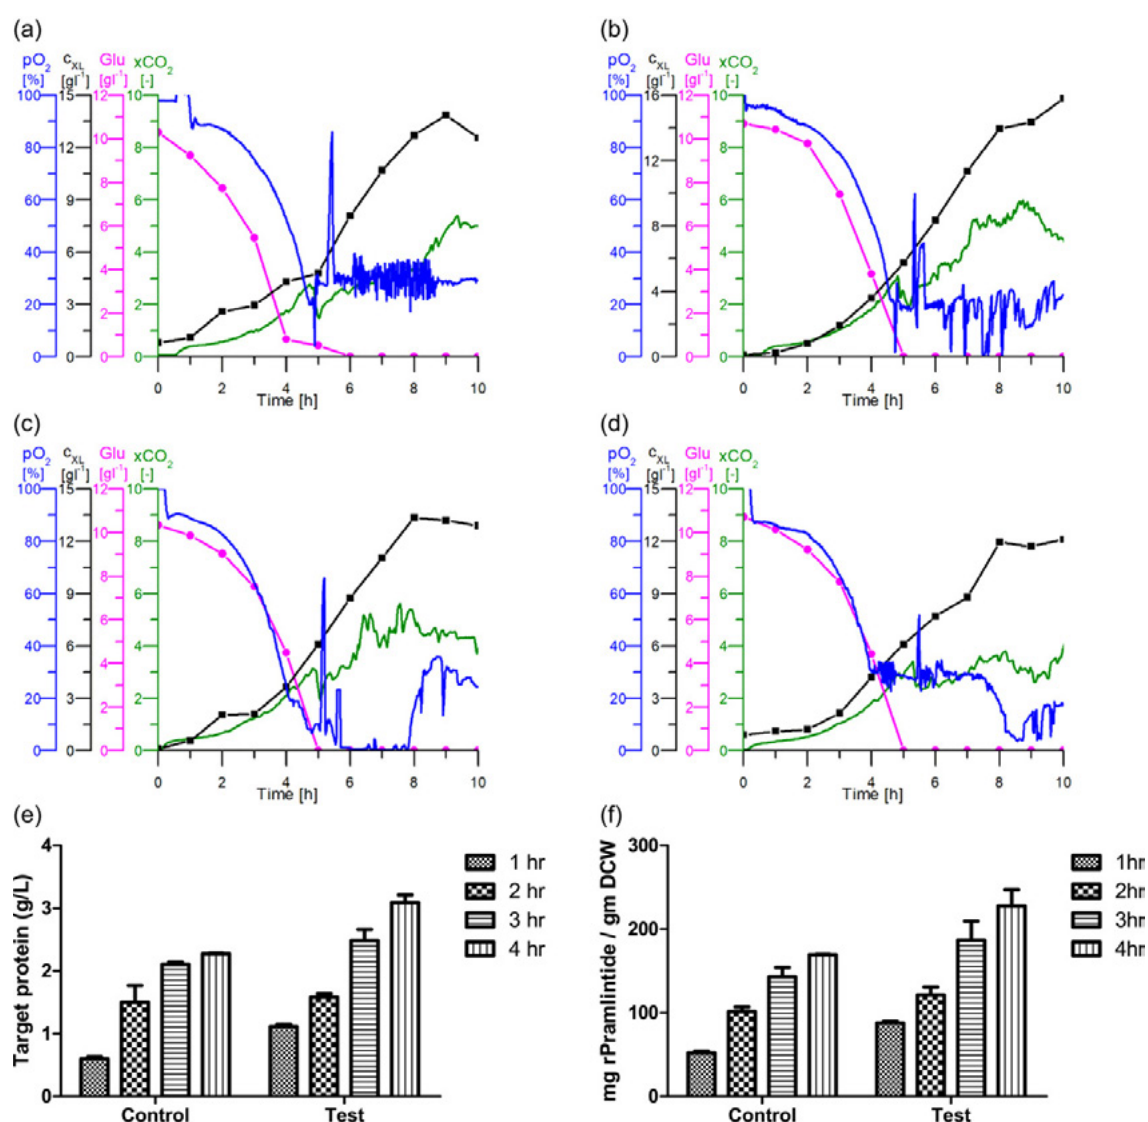 (a)
pO2 cXL Glu xCO2
[%] [gl-1] [gl-1] [-]
100 15 12 10
80 12 10 8
8
60 9 6
6
40 6 4
4
20 3 2
2
0 0 0 0
0 2 4 6 8 10
Time [h]
(b)
pO2 cXL Glu xCO2
[%] [gl-1] [gl-1] [-]
100 16 12 10
80 12 10 8
8
60 8 6
6
40 4
4
20 4 2
2
0 0 0 0
0 2 4 6 8 10
Time [h]
(c)
pO2 cXL Glu xCO2
[%] [gl-1] [gl-1] [-]
100 15 12 10
80 12 10 8
8
60 9 6
6
40 6 4
4
20 3 2
2
0 0 0 0
0 2 4 6 8 10
Time [h]
(d)
pO2 cXL Glu xCO2
[%] [gl-1] [gl-1] [-]
100 15 12 10
80 12 10 8
8
60 9 6
6
40 6 4
4
20 3 2
2
0 0 0 0
0 2 4 6 8 10
Time [h]
(e)
Target protein (g/L)
4
3
2
1
0
Control Test
1 hr
2 hr
3 hr
4 hr
(f)
mg rPramlintide / gm DCW
300
200
100
0
Control Test
1hr
2hr
3hr
4hr